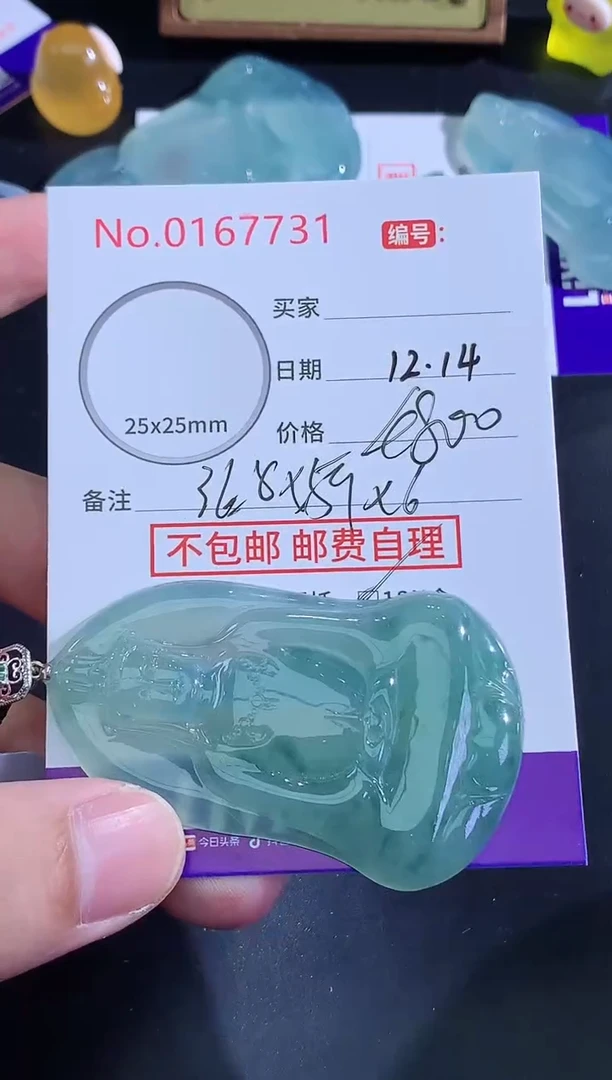 No.0167731 编号:
买家
日期 12.14
25x25mm
价格 6800
备注 36.8x59x6
不包邮 邮费自理
今日头条